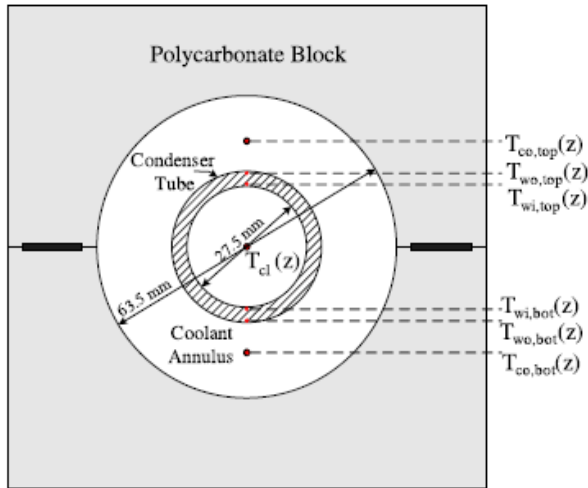 Polycarbonate Block
T_co,top(z)
Condenser
Tube
T_wo,top(z)
T_wi,top(z)
27.5 mm
T_cl (z)
63.5 mm
T_wi,bot(z)
Coolant
Annulus
T_wo,bot(z)
T_co,bot(z)